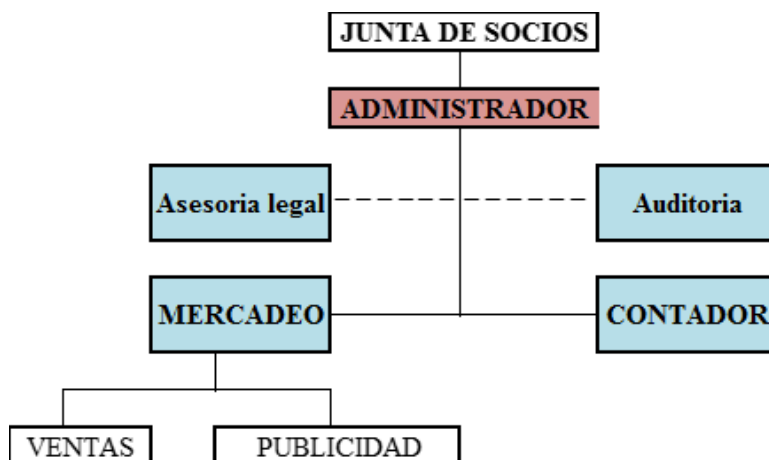 JUNTA DE SOCIOS
ADMINISTRADOR
Asesoria legal
Auditoria
MERCADEO
CONTADOR
VENTAS
PUBLICIDAD